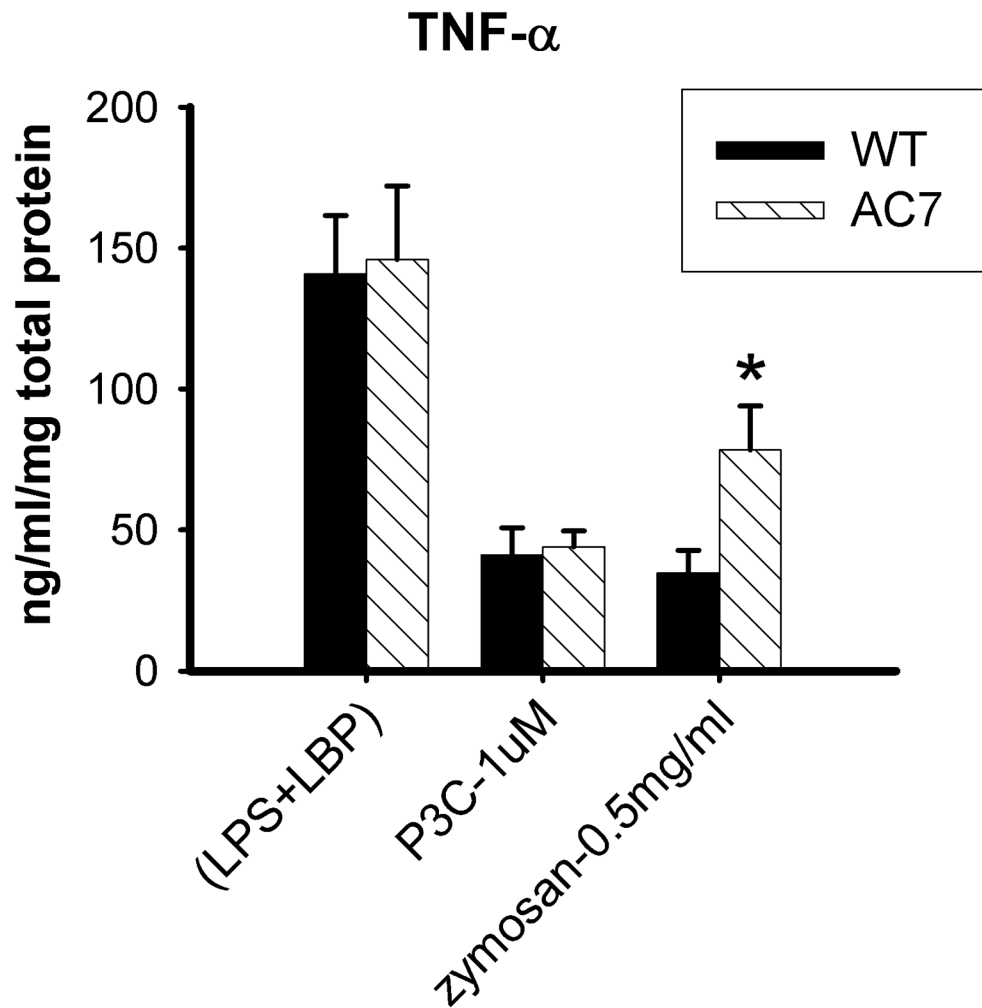 TNF-α
ng/ml/mg total protein
200
150
100
50
0
WT
AC7
*
(LPS+LBP)
P3C-1uM
zymosan-0.5mg/ml